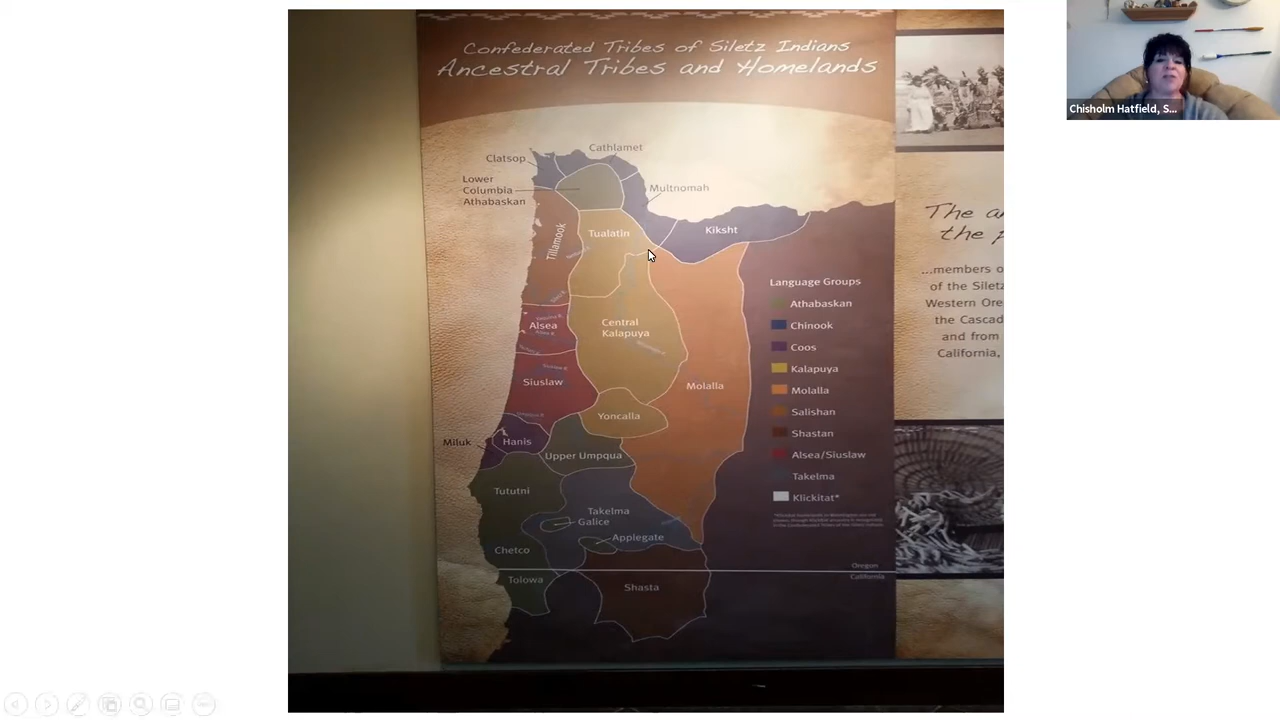 Confederated Tribes of Siletz Indians
Ancestral Tribes and Homelands
Chisholm Hatfield, S...
Cathlamet
Clatsop
Lower
Columbia
Athabaskan
Multnomah
Tillamook
Tualatin
Kiksht
Alsea
Central
Kalapuya
Siuslaw
Molalla
Yoncalla
Miluk
Hanis
Upper Umpqua
Tututni
Takelma
Galice
Applegate
Chetco
Tolowa
Shasta
Oregon
California
Language Groups
Athabaskan
Chinook
Coos
Kalapuya
Molalla
Salishan
Shastan
Alsea/Siuslaw
Takelma
Klickitat*
The
the
...members
of the Siletz
Western
the Cascad
and from
California,